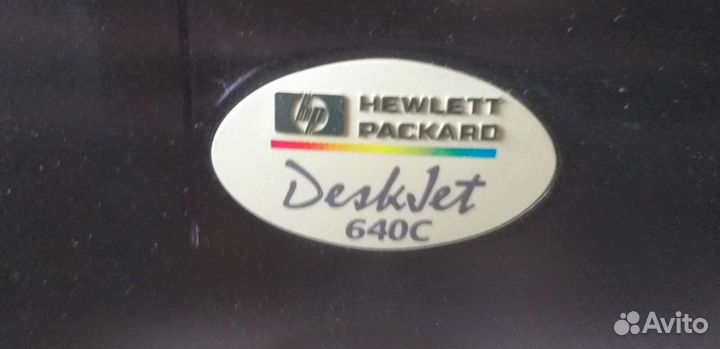 hp HEWLETT
PACKARD
DeskJet
640C
Avito